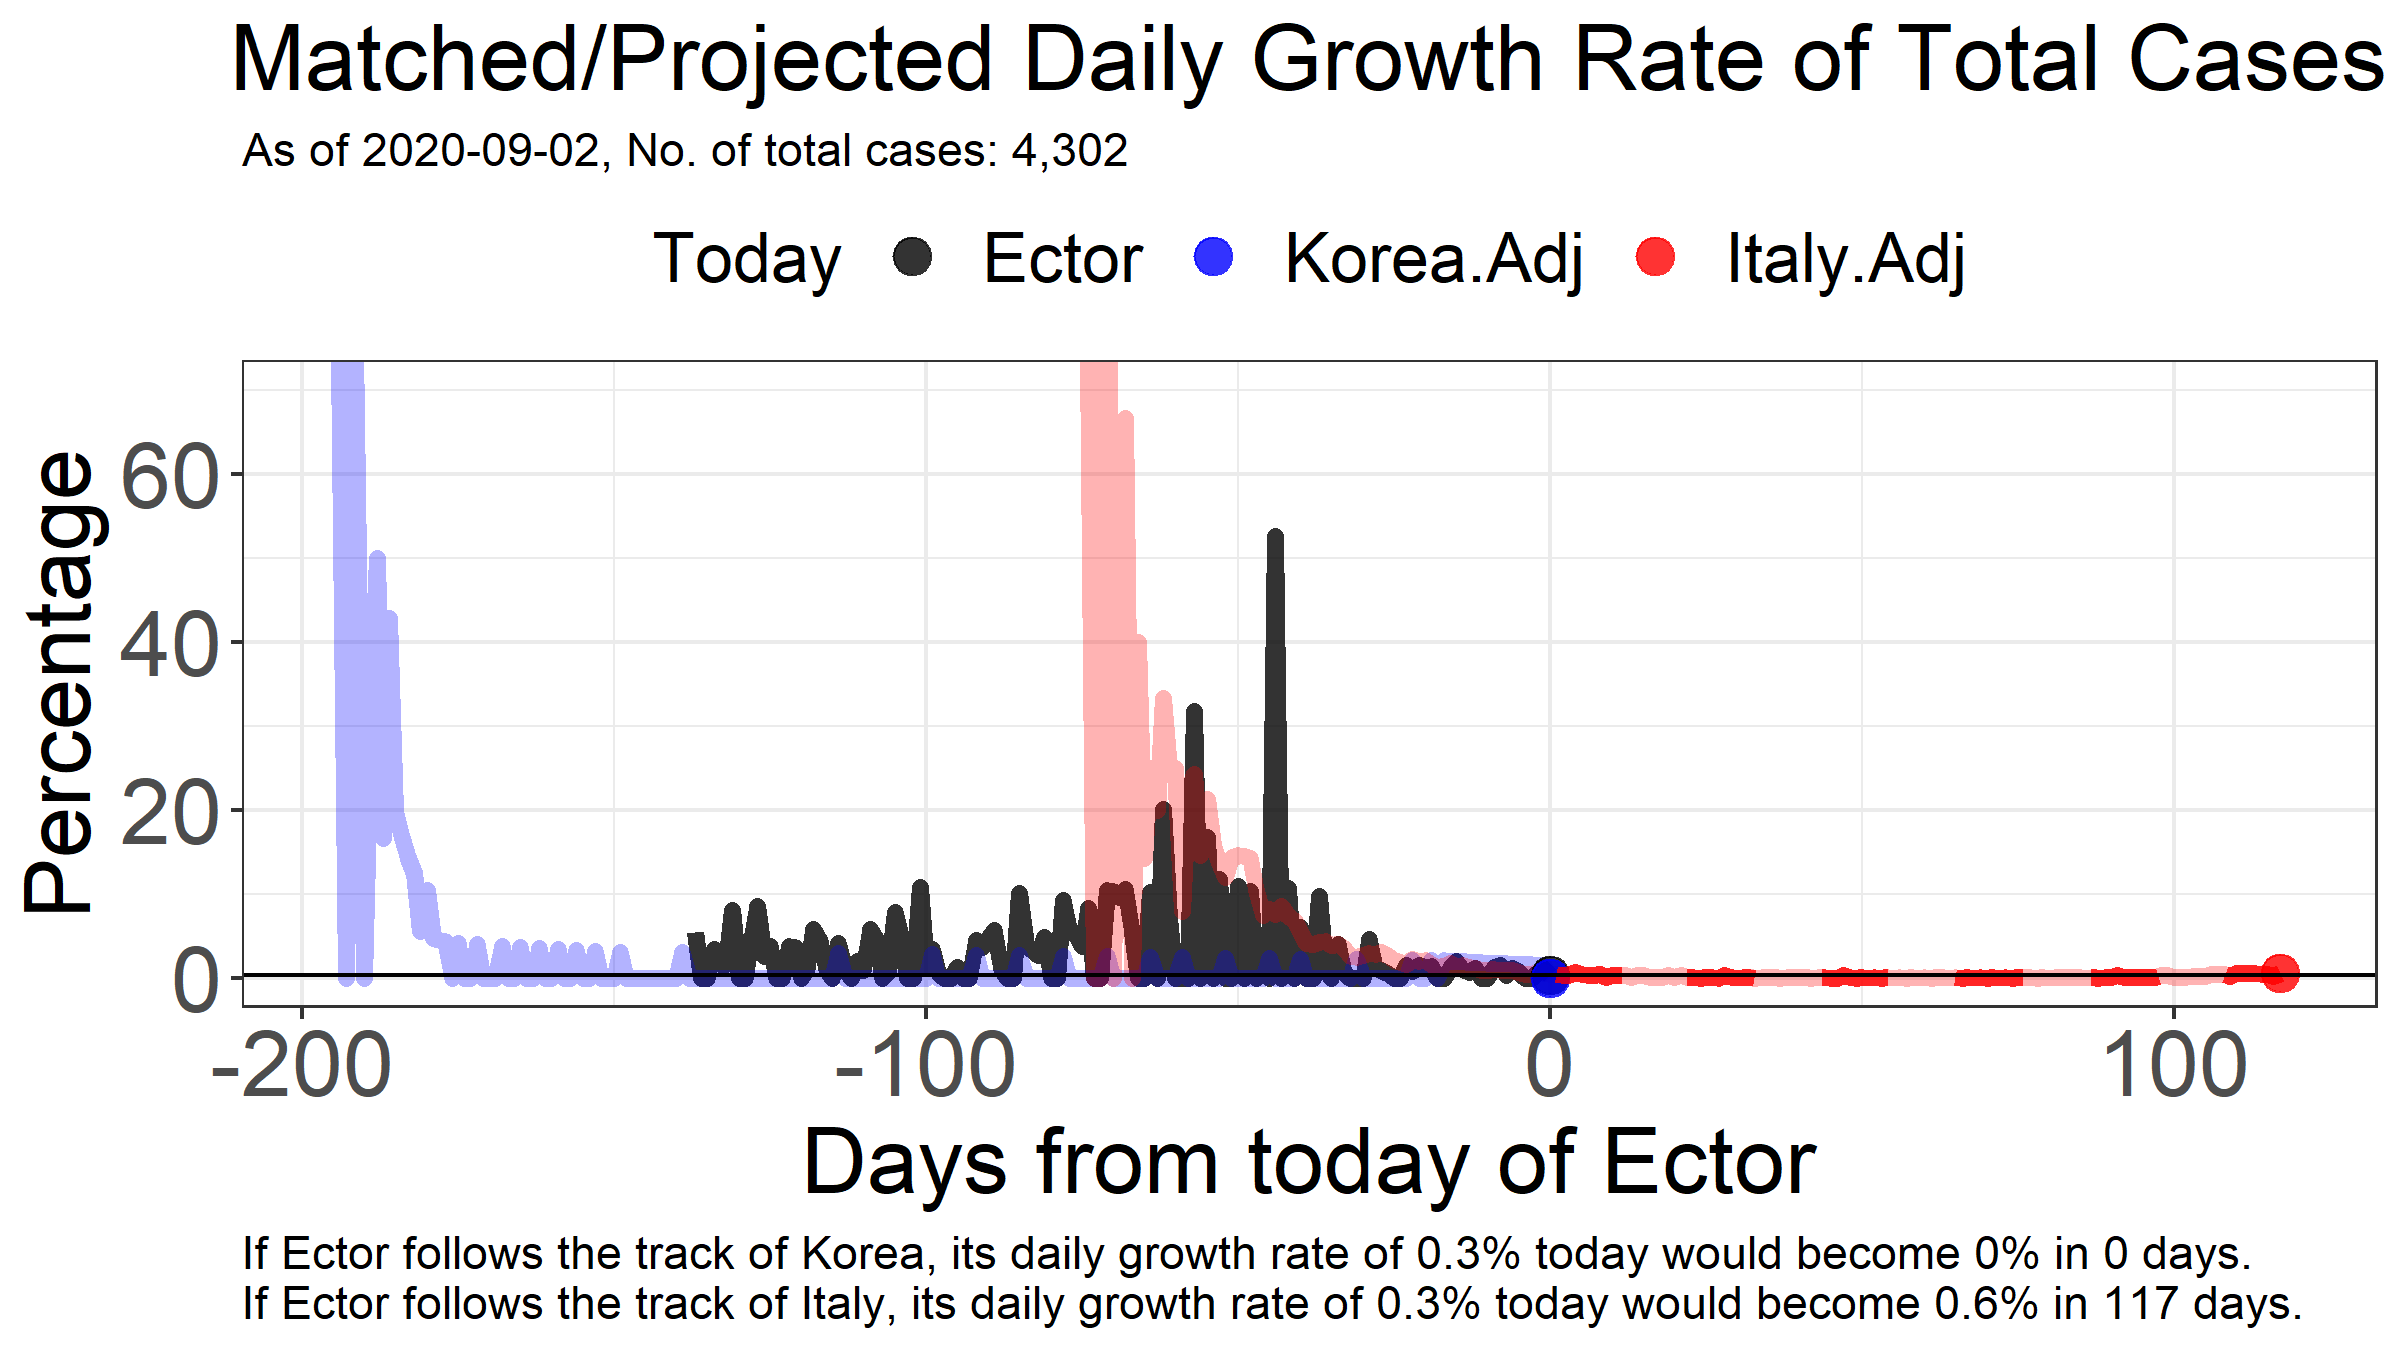 Matched/Projected Daily Growth Rate of Total Cases
As of 2020-09-02, No. of total cases: 4,302
Today Ector Korea.Adj Italy.Adj
Percentage
60
40
20
0
-200 -100 0 100
Days from today of Ector
If Ector follows the track of Korea, its daily growth rate of 0.3% today would become 0% in 0 days.
If Ector follows the track of Italy, its daily growth rate of 0.3% today would become 0.6% in 117 days.